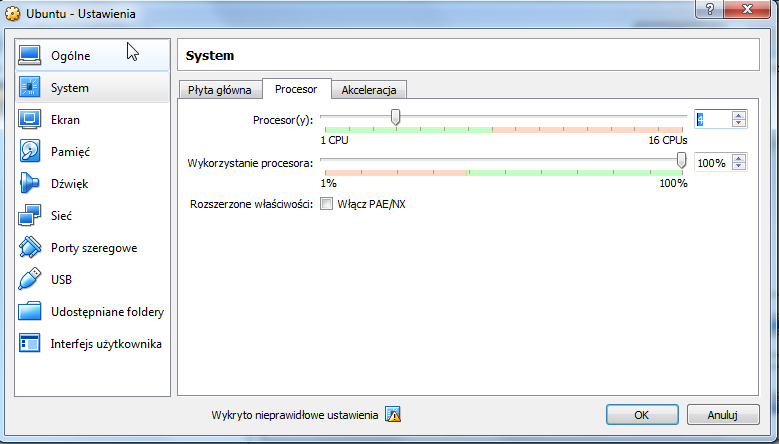 Ubuntu - Ustawienia
Ogólne
System
Ekran
Pamięć
Dźwięk
Sieć
Porty szeregowe
USB
Udostępniane foldery
Interfejs użytkownika
System
Płyta główna Procesor Akceleracja
Procesor(y): 4
1 CPU 16 CPUs
Wykorzystanie procesora: 100%
1% 100%
Rozszerzone właściwości: Włącz PAE/NX
Wykryto nieprawidłowe ustawienia OK Anuluj